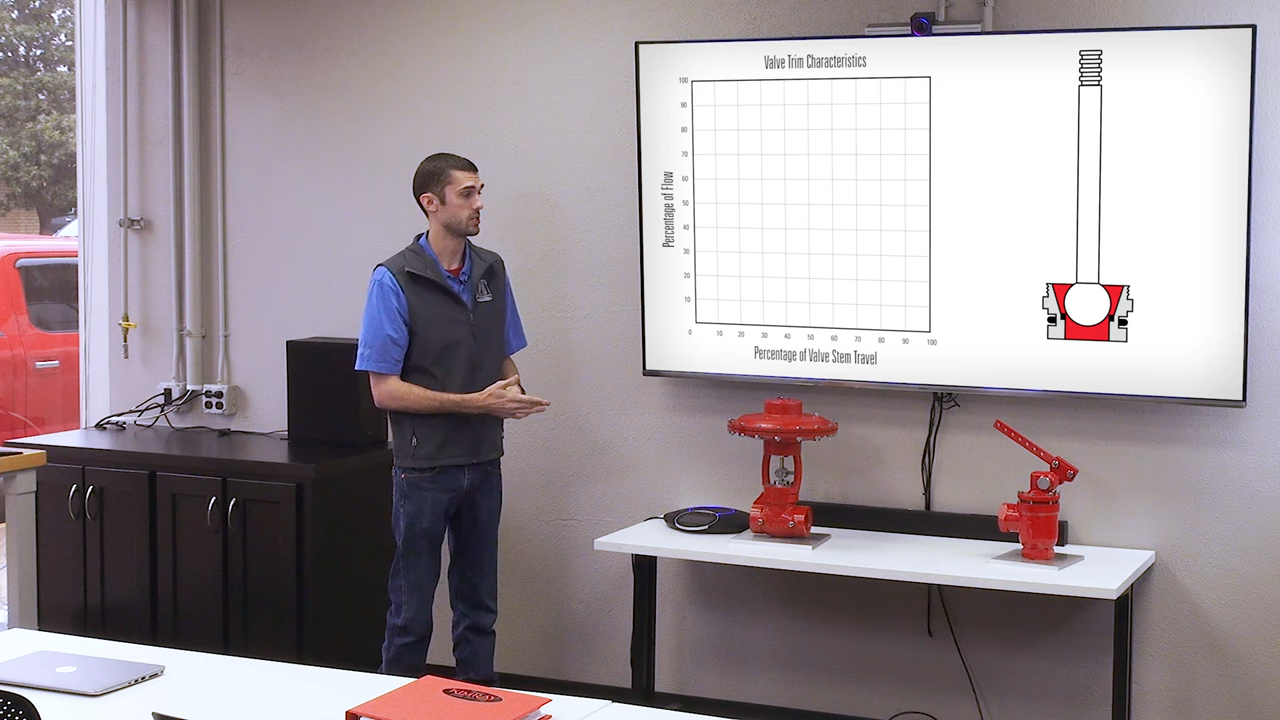 Valve Trim Characteristics
100
90
80
70
60
50
40
30
20
10
0
Percentage of Flow
10 20 30 40 50 60 70 80 90 100
Percentage of Valve Stem Travel
KIMRAY